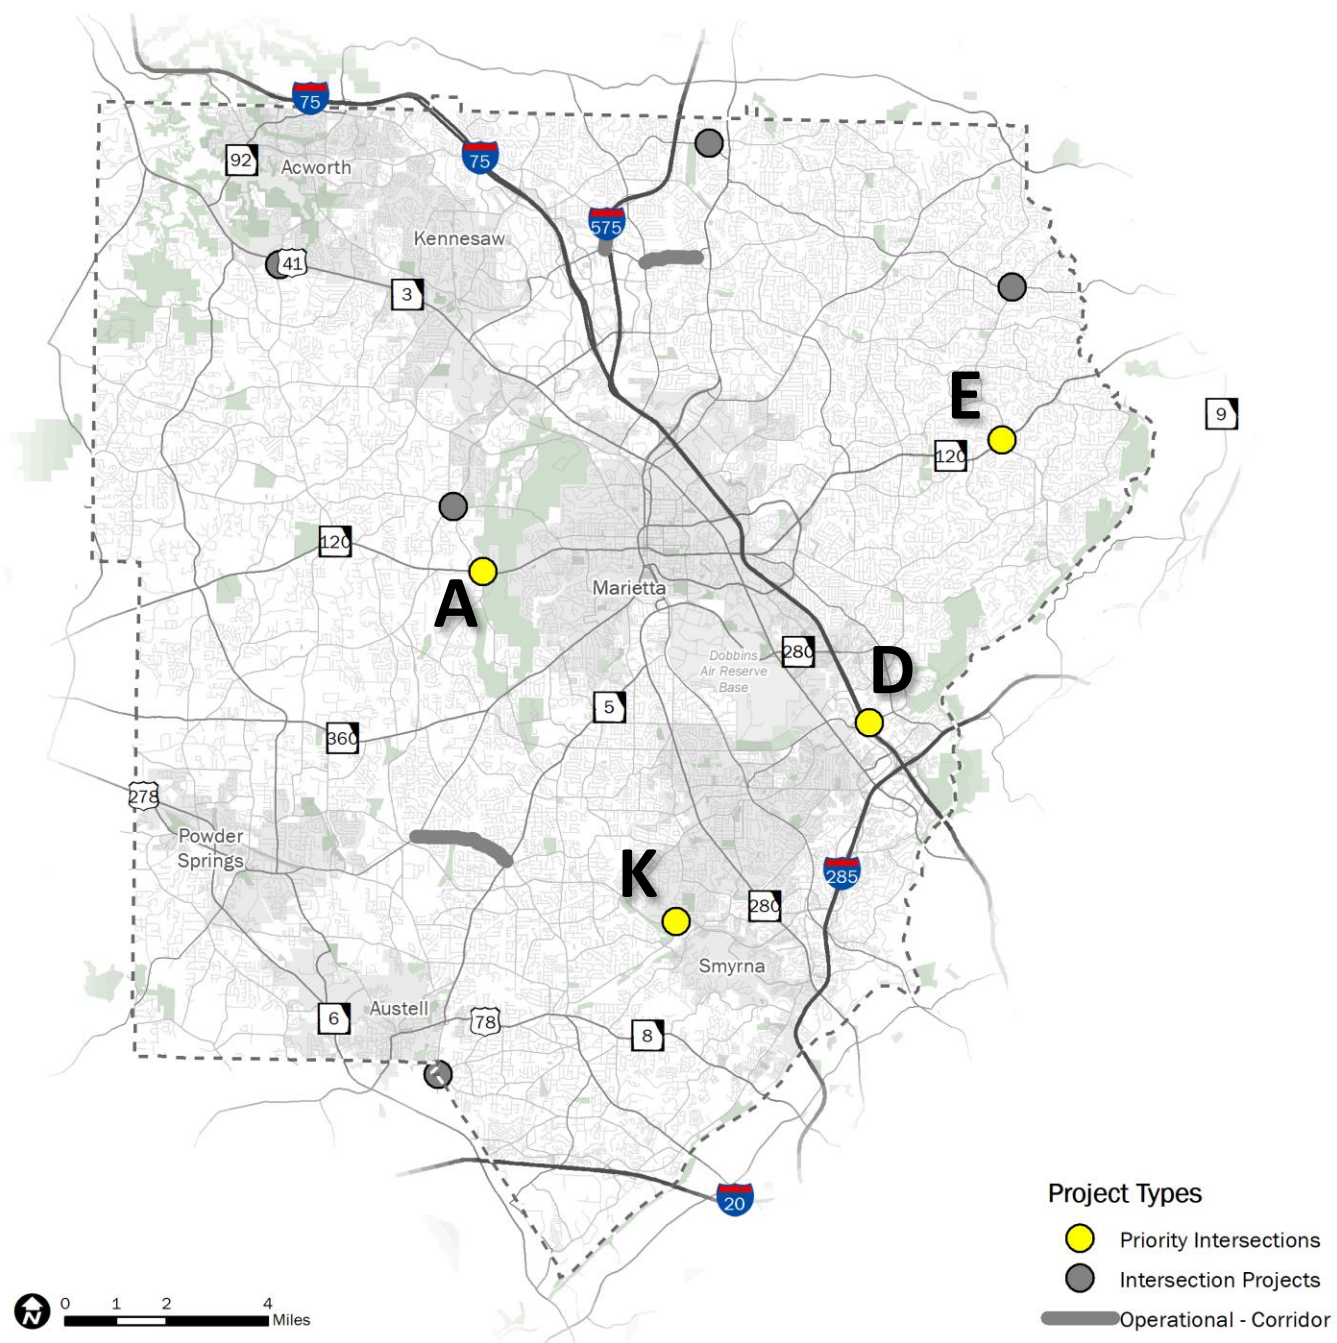 75
92
Acworth
75
575
Kennesaw
41
3
E
9
120
120
A
Marietta
280
Dobbins
Air Reserve
Base
D
5
360
278
Powder
Springs
K
285
280
Smyrna
6
Austell
78
8
20
Project Types
Priority Intersections
Intersection Projects
Operational - Corridor
N
0 1 2 4
Miles